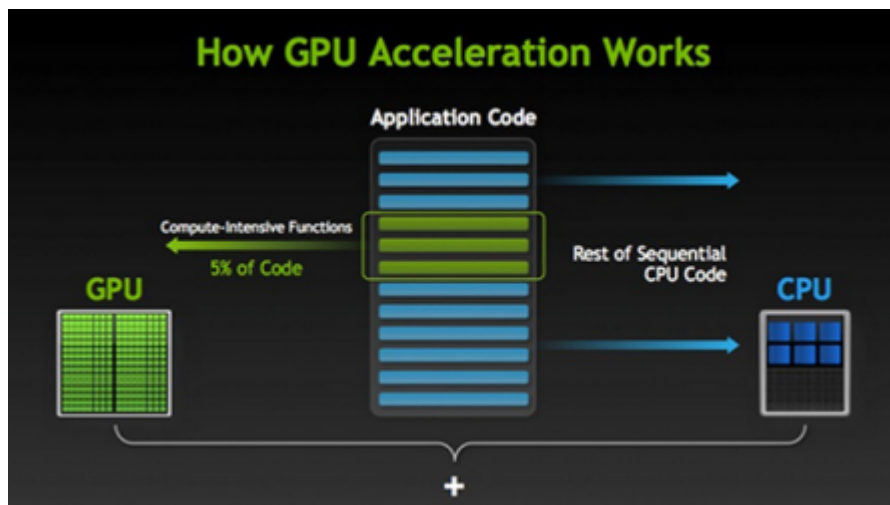 How GPU Acceleration Works
Application Code
Compute-Intensive Functions
5% of Code
Rest of Sequential
CPU Code
GPU
CPU
+